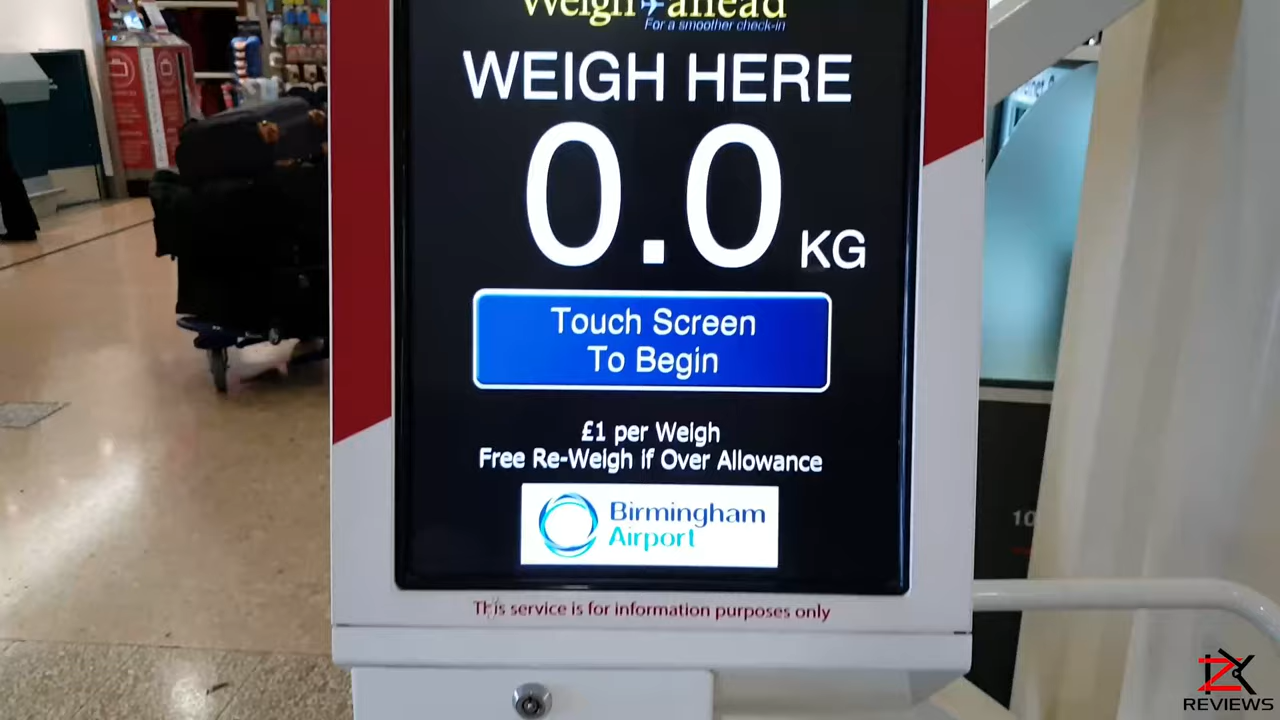 Weigh ahead
For a smoother check-in
WEIGH HERE
0.0 KG
Touch Screen
To Begin
£1 per Weigh
Free Re-Weigh if Over Allowance
Birmingham
Airport
This service is for information purposes only
10
REVIEWS